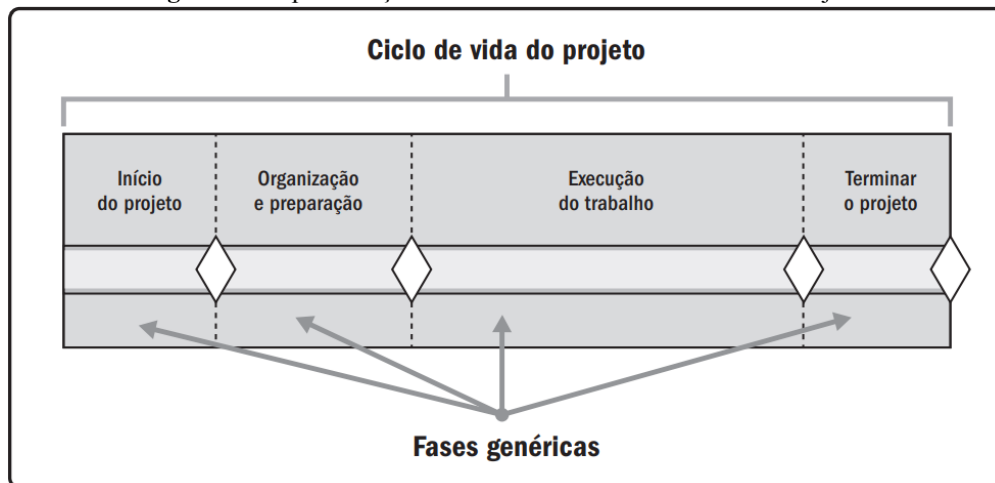 Ciclo de vida do projeto
Início
do projeto
Organização
e preparação
Execução
do trabalho
Terminar
o projeto
Fases genéricas